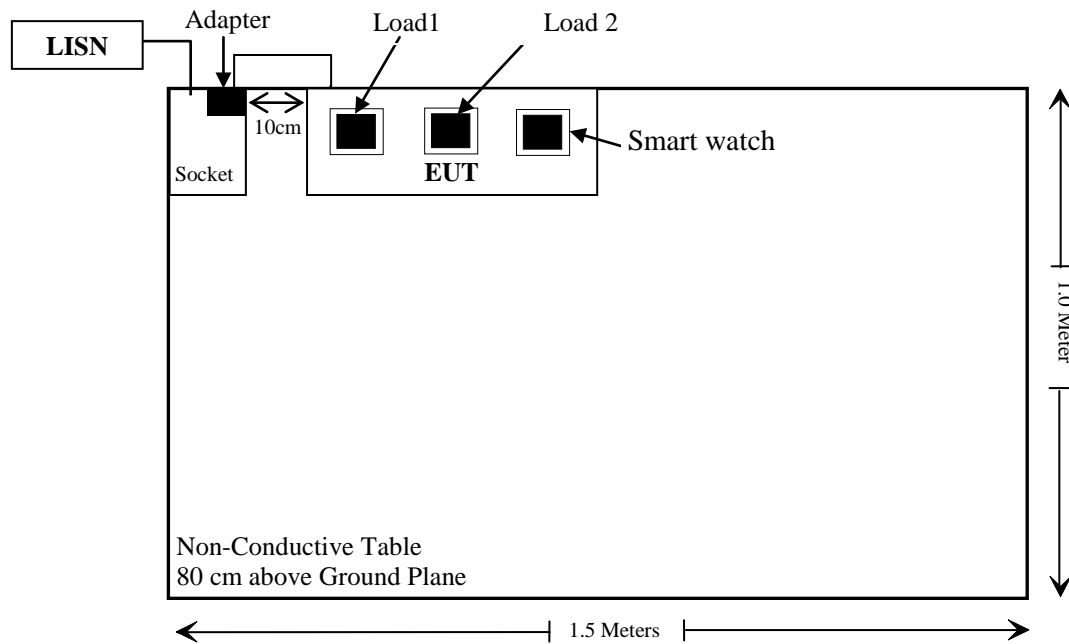 Adapter
Load1
Load 2
LISN
10cm
Smart watch
Socket
EUT
1.0 Meter
Non-Conductive Table
80 cm above Ground Plane
1.5 Meters